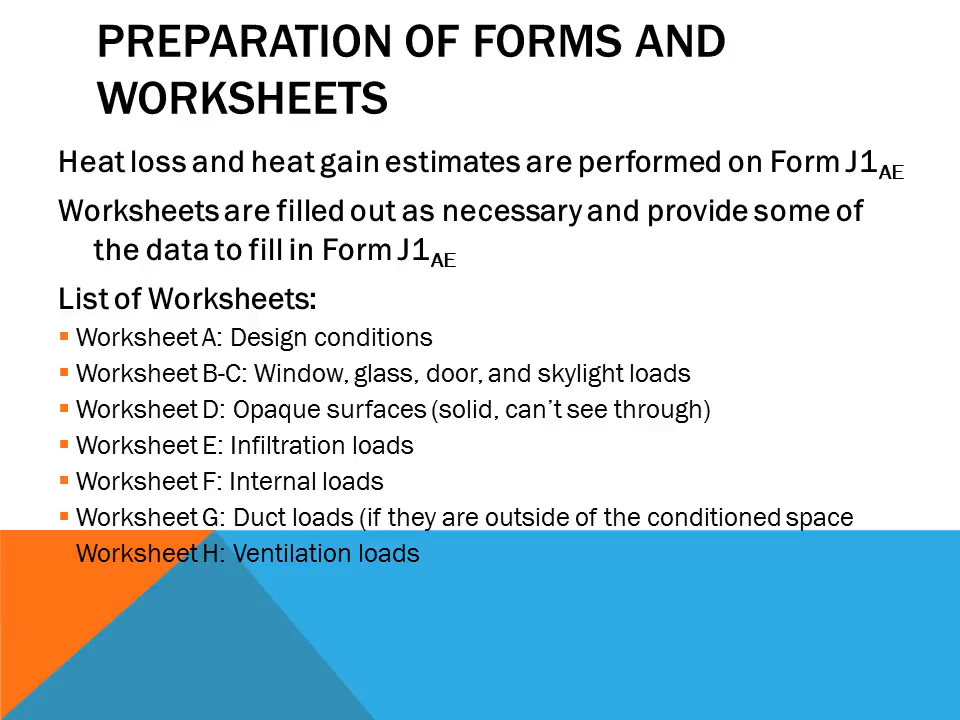 PREPARATION OF FORMS AND
WORKSHEETS
Heat loss and heat gain estimates are performed on Form J1AE
Worksheets are filled out as necessary and provide some of
the data to fill in Form J1AE
List of Worksheets:
▪ Worksheet A: Design conditions
▪ Worksheet B-C: Window, glass, door, and skylight loads
▪ Worksheet D: Opaque surfaces (solid, can't see through)
▪ Worksheet E: Infiltration loads
▪ Worksheet F: Internal loads
▪ Worksheet G: Duct loads (if they are outside of the conditioned space
Worksheet H: Ventilation loads